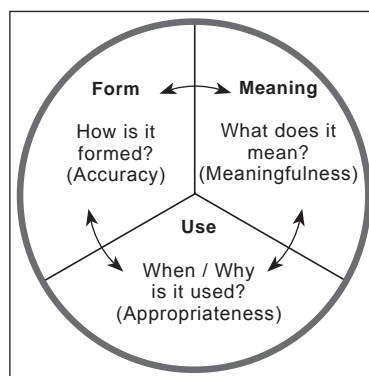 Form
How is it
formed?
(Accuracy)
Meaning
What does it
mean?
(Meaningfulness)
Use
When / Why
is it used?
(Appropriateness)